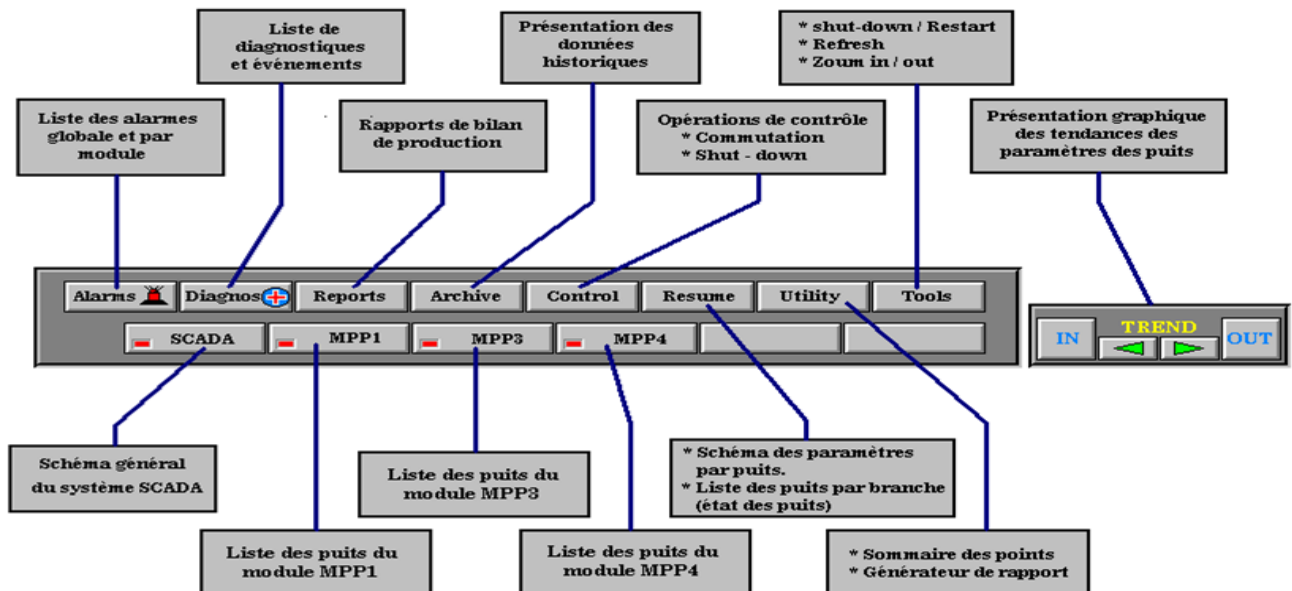 Liste de
diagnostiques
et événements
Présentation des
données
historiques
* shut-down / Restart
* Refresh
* Zoum in / out
Liste des alarmes
globale et par
module
Rapports de bilan
de production
Opérations de contrôle
* Commutation
* Shut - down
Présentation graphique
des tendances des
paramètres des puits
Alarms
Diagnos
Reports
Archive
Control
Resume
Utility
Tools
SCADA
MPP1
MPP3
MPP4
IN
TREND
OUT
Schéma général
du système SCADA
Liste des puits du
module MPP3
* Schéma des paramètres
par puits.
* Liste des puits par branche
(état des puits)
Liste des puits du
module MPP1
Liste des puits du
module MPP4
* Sommaire des points
* Générateur de rapport